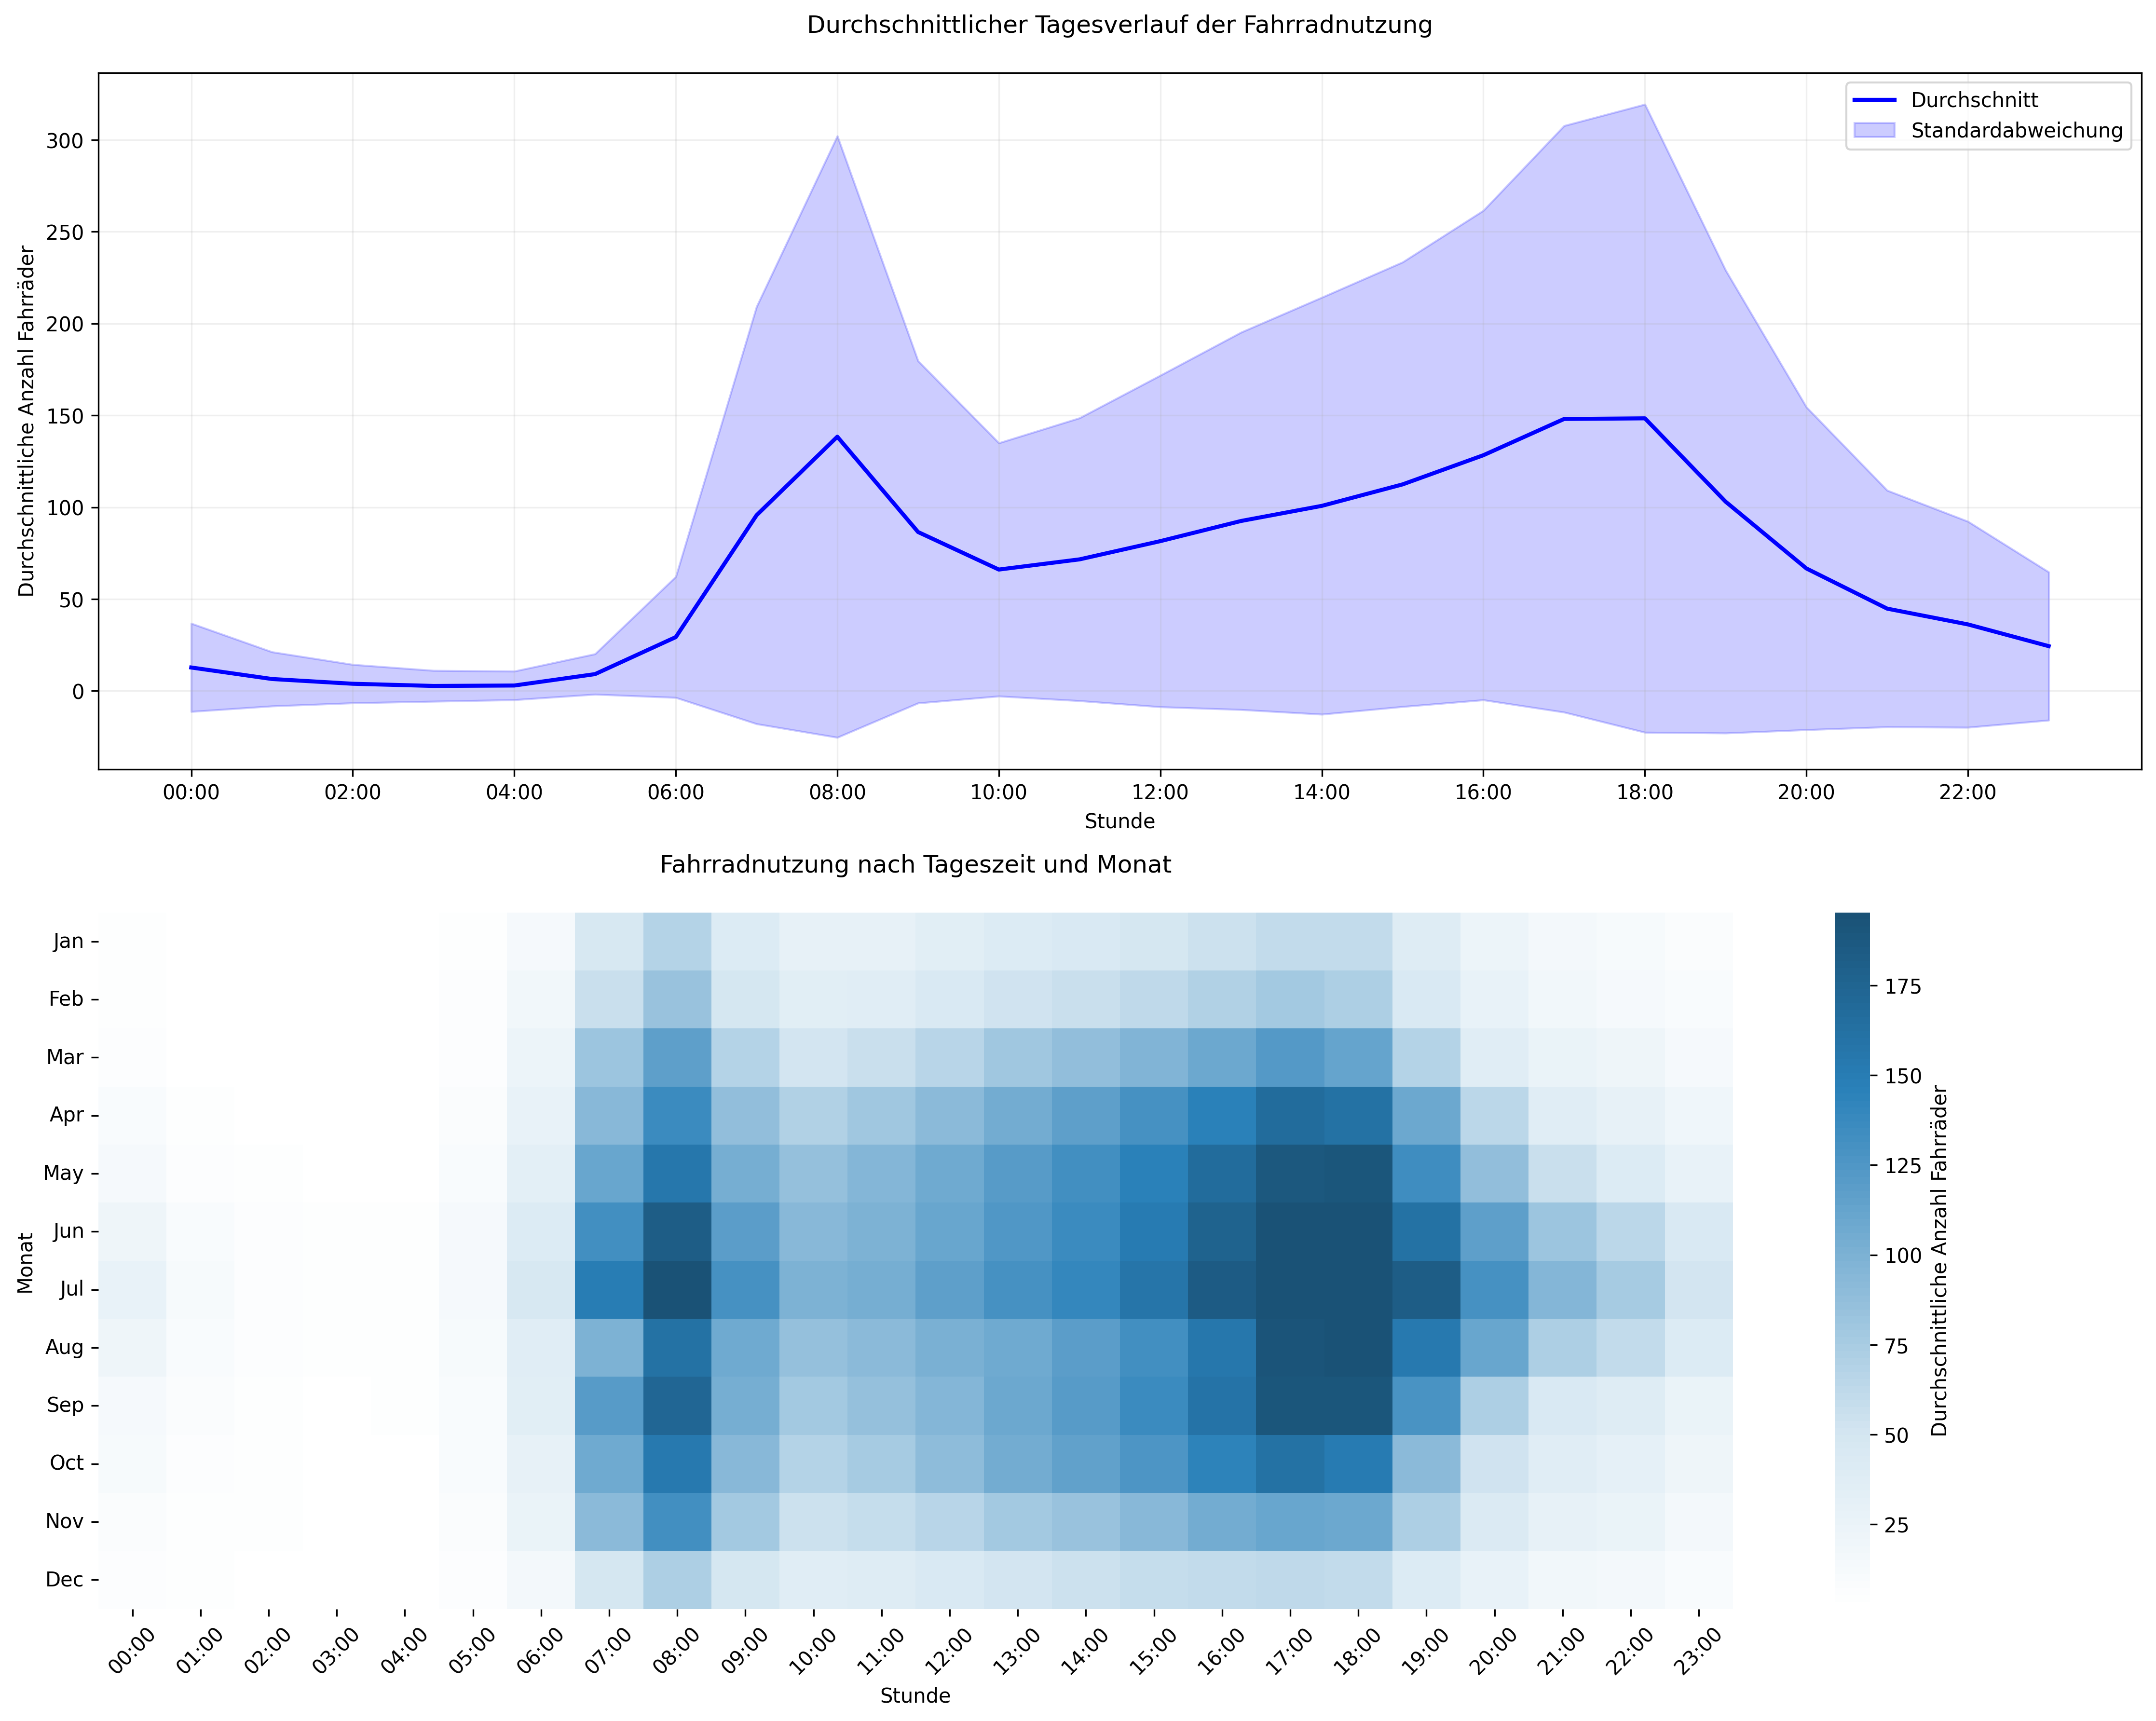 Durchschnittlicher Tagesverlauf der Fahrradnutzung
Durchschnitt
Standardabweichung
Durchschnittliche Anzahl Fahrräder
300
250
200
150
100
50
0
00:00 02:00 04:00 06:00 08:00 10:00 12:00 14:00 16:00 18:00 20:00 22:00
Stunde
Fahrradnutzung nach Tageszeit und Monat
Monat
Jan
Feb
Mar
Apr
May
Jun
Jul
Aug
Sep
Oct
Nov
Dec
00:00 01:00 02:00 03:00 04:00 05:00 06:00 07:00 08:00 09:00 10:00 11:00 12:00 13:00 14:00 15:00 16:00 17:00 18:00 19:00 20:00 21:00 22:00 23:00
Stunde
175
150
125
100
75
50
25
Durchschnittliche Anzahl Fahrräder